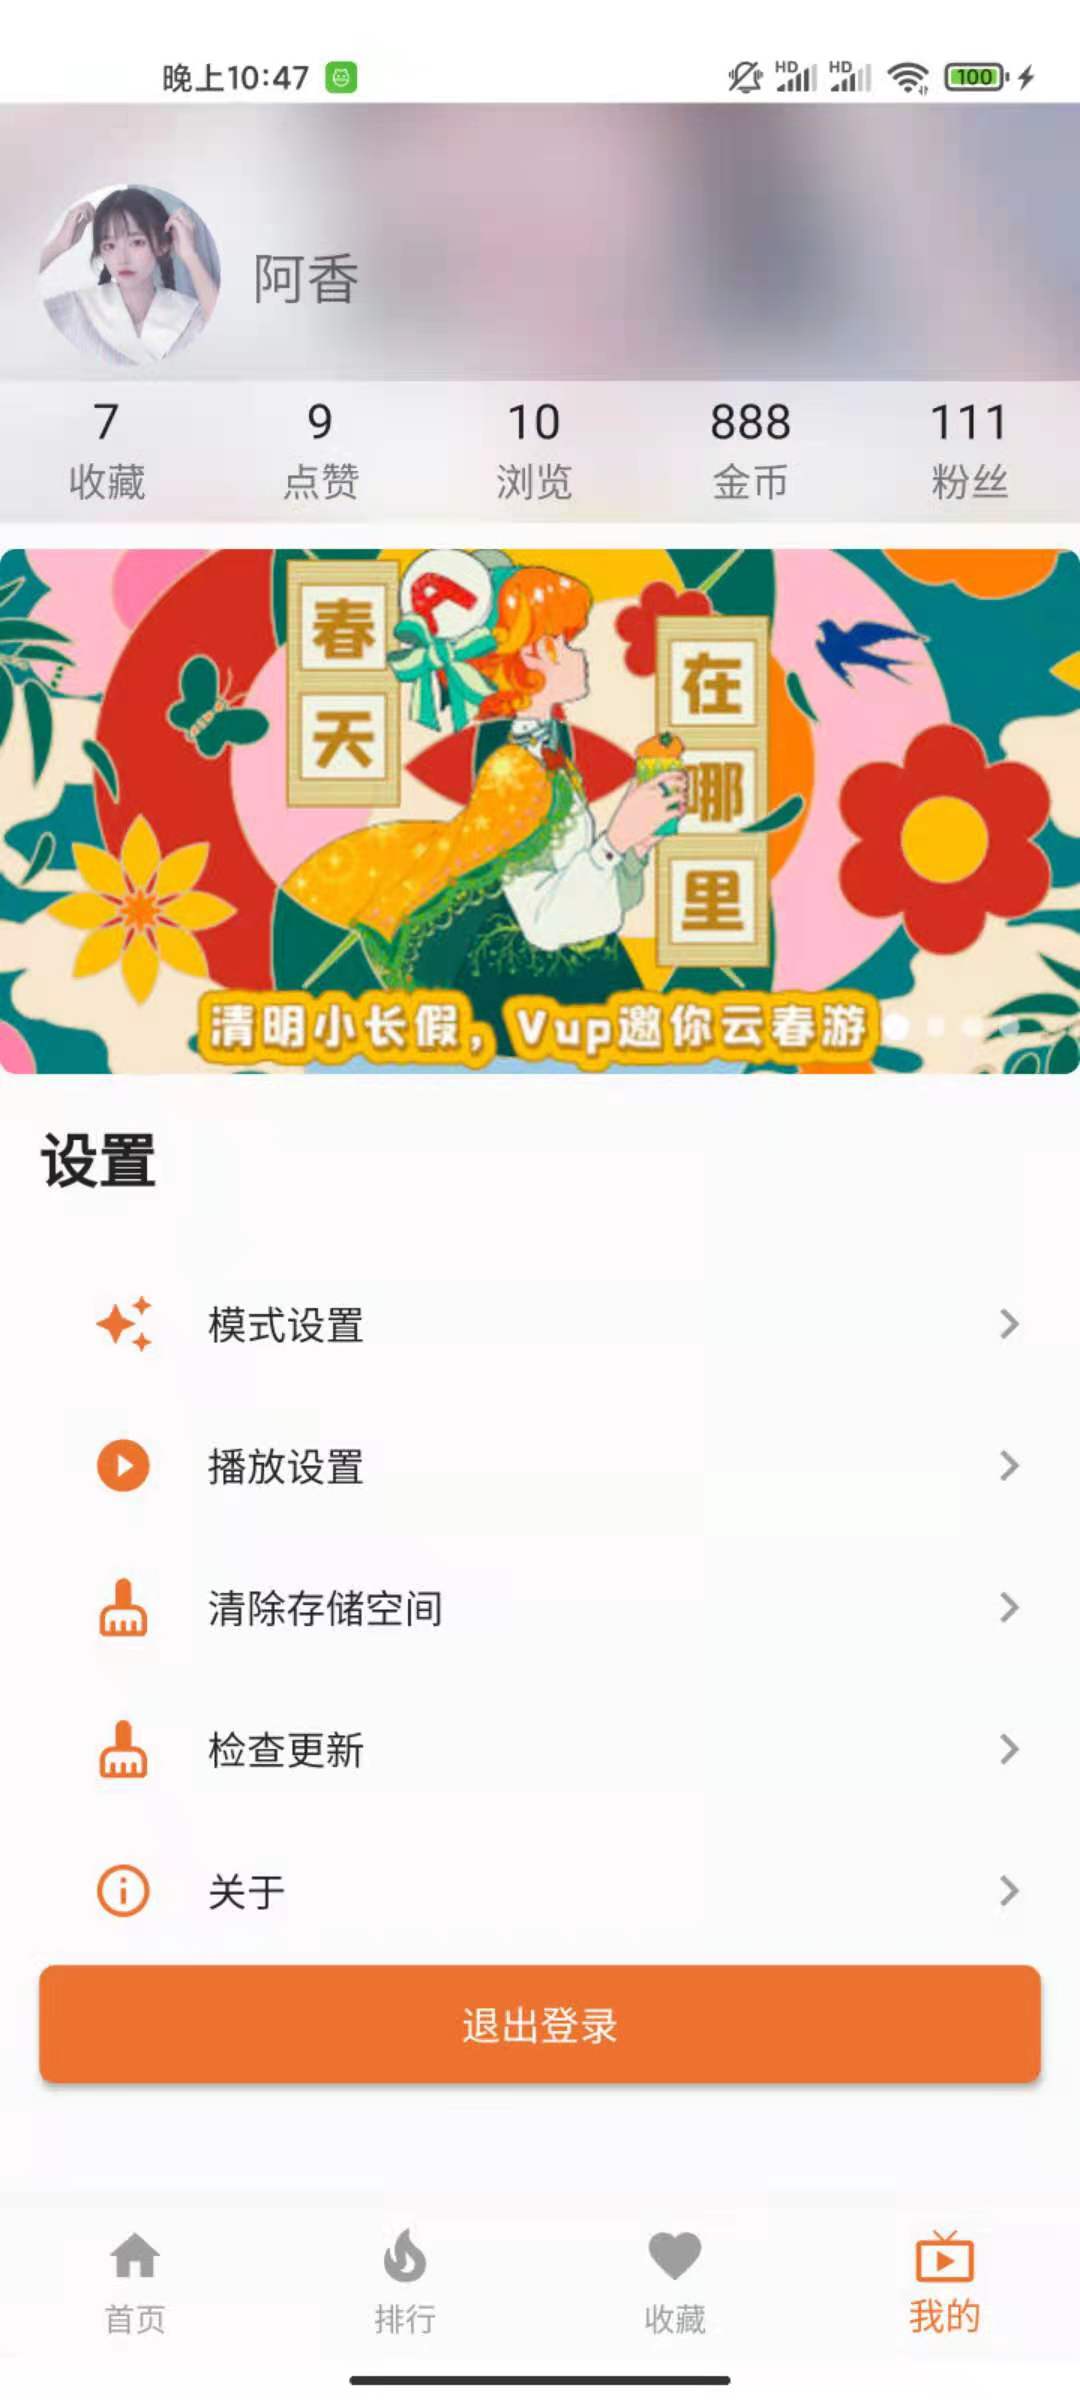 晚上10:47
HD HD 100
阿香
7 9 10 888 111
收藏 点赞 浏览 金币 粉丝
春天
A
在哪里
清明小长假，Vup邀你云春游
设置
模式设置
播放设置
清除存储空间
检查更新
关于
退出登录
首页 排行 收藏 我的